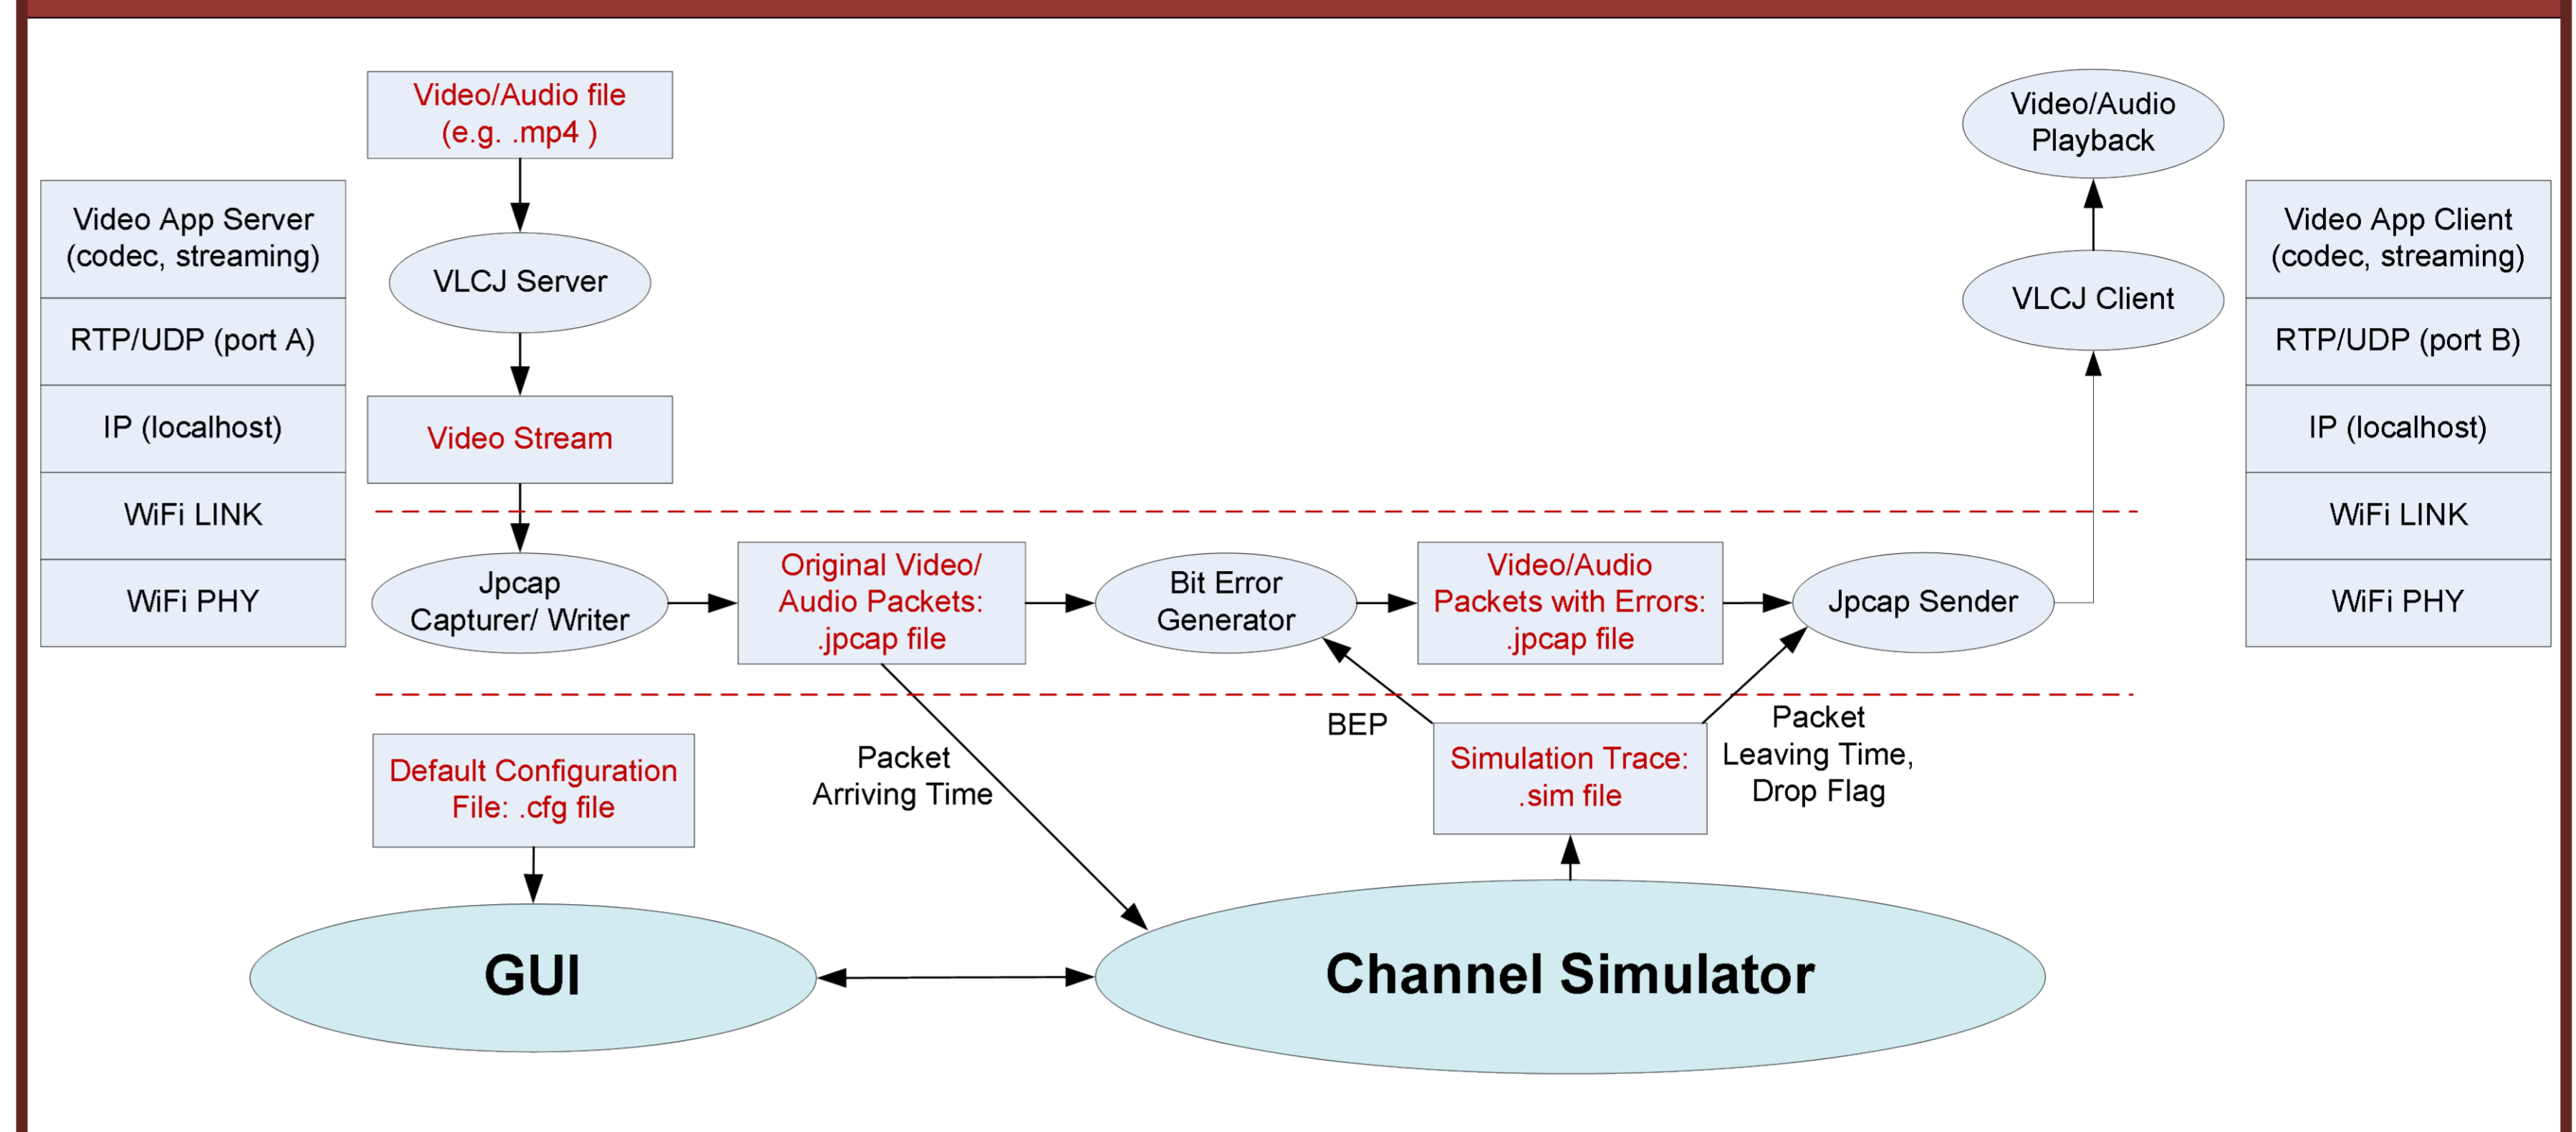 Video/Audio file
(e.g. .mp4 )
Video/Audio
Playback
Video App Server
(codec, streaming)
RTP/UDP (port A)
IP (localhost)
WiFi LINK
WiFi PHY
VLCJ Server
Video Stream
VLCJ Client
Video App Client
(codec, streaming)
RTP/UDP (port B)
IP (localhost)
WiFi LINK
WiFi PHY
Jpcap
Capturer/ Writer
Original Video/
Audio Packets:
.jpcap file
Bit Error
Generator
Video/Audio
Packets with Errors:
.jpcap file
Jpcap Sender
Default Configuration
File: .cfg file
Packet
Arriving Time
BEP
Simulation Trace:
.sim file
Packet
Leaving Time,
Drop Flag
GUI
Channel Simulator